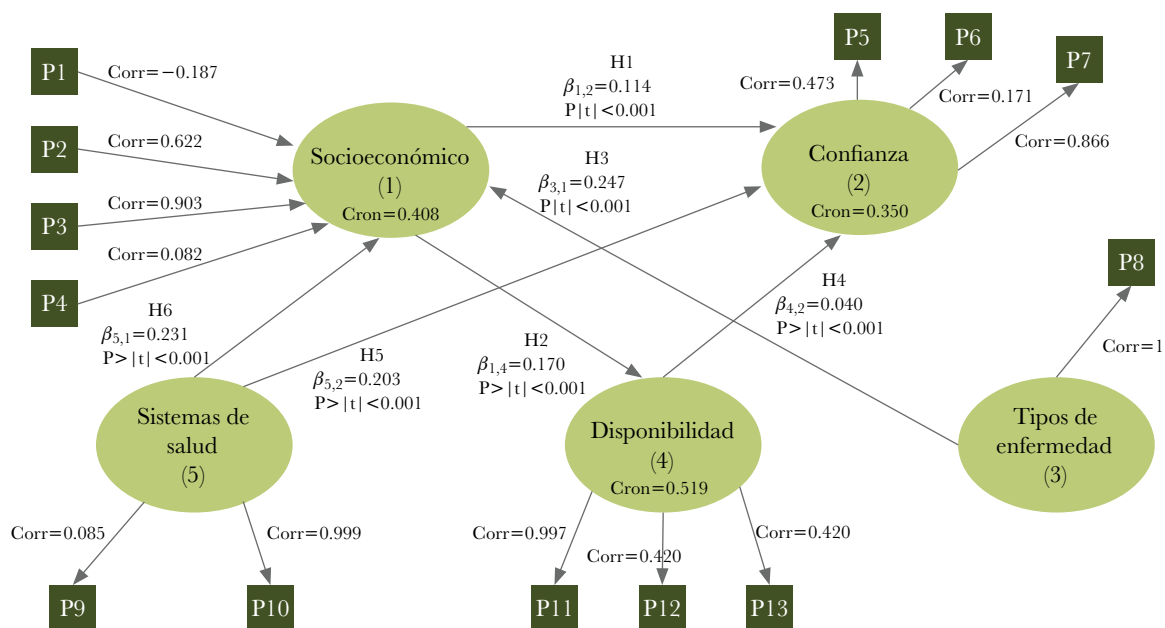 P1
Corr=−0.187
P2
Corr=0.622
P3
Corr=0.903
P4
Corr=0.082
Socioeconómico
(1)
Cron=0.408
H1
β1,2=0.114
P|t|<0.001
P5
Corr=0.473
P6
Corr=0.171
P7
Corr=0.866
Confianza
(2)
Cron=0.350
H3
β3,1=0.247
P|t|<0.001
H6
β5,1=0.231
P>|t|<0.001
H5
β5,2=0.203
P>|t|<0.001
H2
β1,4=0.170
P>|t|<0.001
H4
β4,2=0.040
P>|t|<0.001
P8
Corr=1
Sistemas de
salud
(5)
Disponibilidad
(4)
Cron=0.519
Tipos de
enfermedad
(3)
Corr=0.085
Corr=0.999
Corr=0.997
Corr=0.420
Corr=0.420
P9
P10
P11
P12
P13